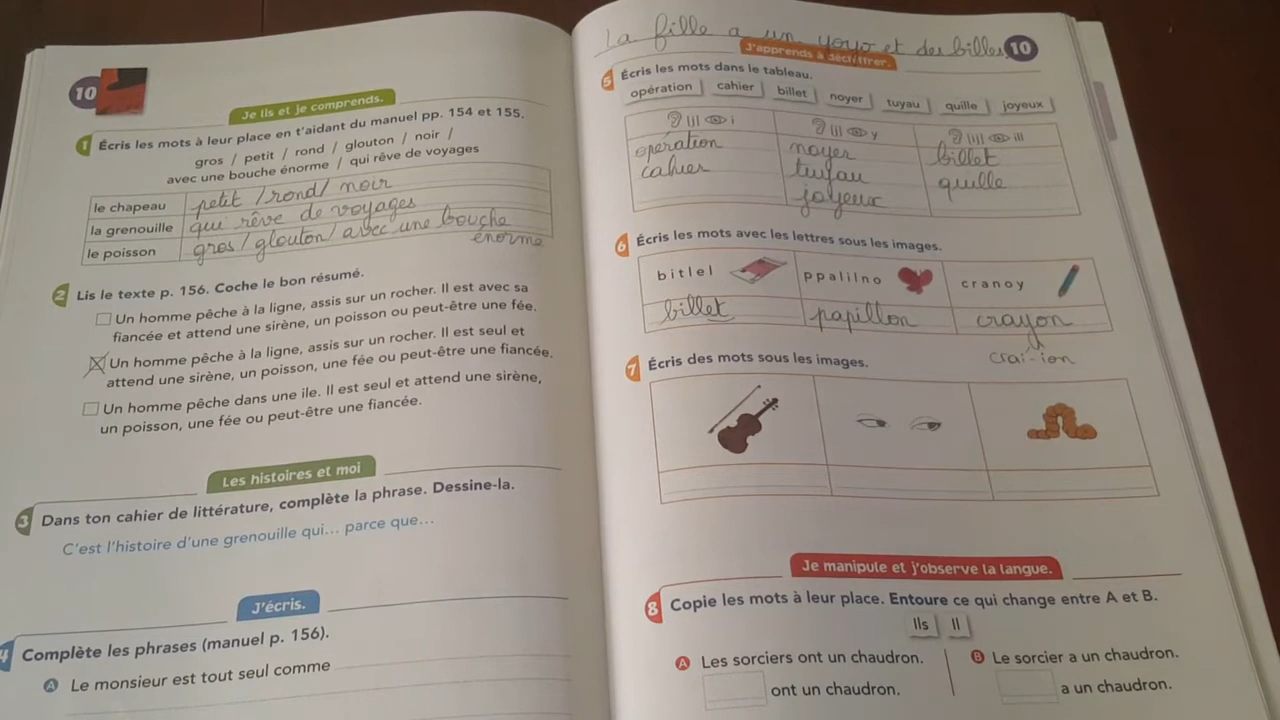 10
Je lis et je comprends.
1 Écris les mots à leur place en t'aidant du manuel pp. 154 et 155.
gros / petit / rond / glouton / noir /
avec une bouche énorme / qui rêve de voyages
le chapeau petit / rond / noir
la grenouille qui rêve de voyages
le poisson gros / glouton / avec une bouche
énorme
2 Lis le texte p. 156. Coche le bon résumé.
Un homme pêche à la ligne, assis sur un rocher. Il est avec sa
fiancée et attend une sirène, un poisson ou peut-être une fée.
Un homme pêche à la ligne, assis sur un rocher. Il est seul et
attend une sirène, un poisson, une fée ou peut-être une fiancée.
Un homme pêche dans une ile. Il est seul et attend une sirène,
un poisson, une fée ou peut-être une fiancée.
Les histoires et moi
3 Dans ton cahier de littérature, complète la phrase. Dessine-la.
C'est l'histoire d'une grenouille qui... parce que...
J'écris.
4 Complète les phrases (manuel p. 156).
A Le monsieur est tout seul comme
La fille a un yoyo et des billes
10
J'apprends à déchiffrer.
5 Écris les mots dans le tableau.
opération cahier billet noyer tuyau quille joyeux
i y ill
opération noyer billet
cahier tuyau quille
joyeux
6 Écris les mots avec les lettres sous les images.
bitlel ppalilno cranoy
billet papillon crayon
crai-ion
7 Écris des mots sous les images.
Je manipule et j'observe la langue.
8 Copie les mots à leur place. Entoure ce qui change entre A et B.
Ils Il
A Les sorciers ont un chaudron. B Le sorcier a un chaudron.
ont un chaudron. a un chaudron.